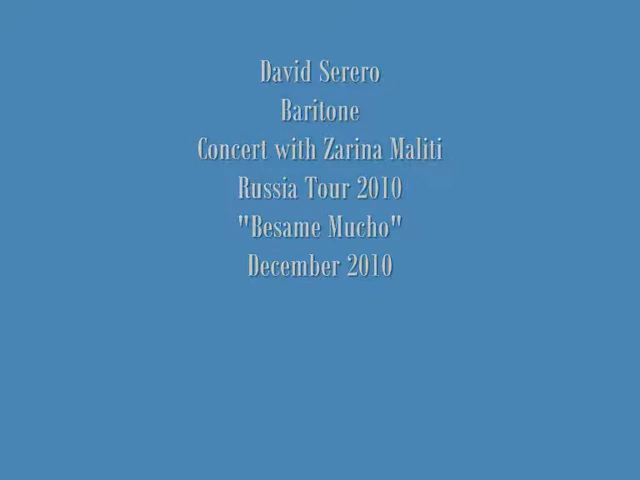 David Serero
Baritone
Concert with Zarina Maliti
Russia Tour 2010
"Besame Mucho"
December 2010